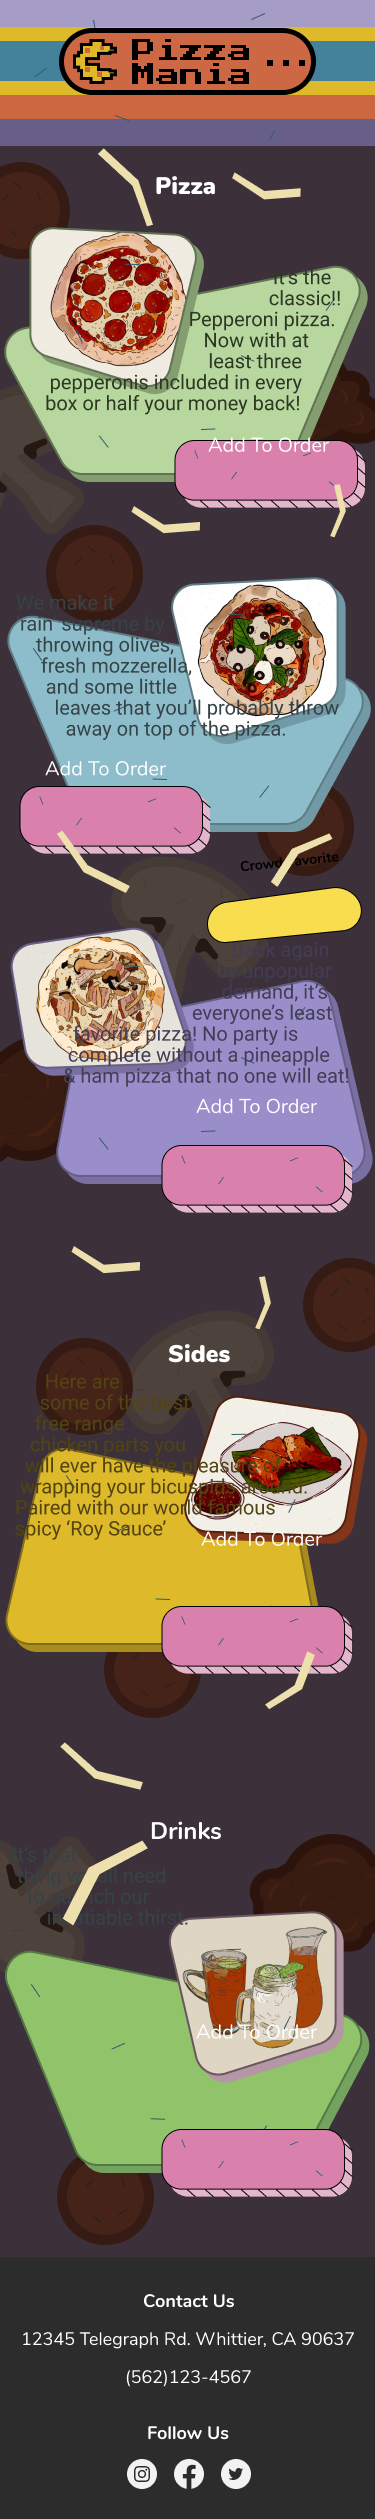 Pizza
Mania ...
Pizza
It's the
classic!!
Pepperoni pizza.
Now with at
least three
pepperonis included in every
box or half your money back!
Add To Order
We make it
rain supreme by
throwing olives,
fresh mozzerella,
and some little
leaves that you'll probably throw
away on top of the pizza.
Add To Order
Crowd Favorite
Back again
by unpopular
demand, it's
everyone's least
favorite pizza! No party is
complete without a pineapple
& ham pizza that no one will eat!
Add To Order
Sides
Here are
some of the best
free range
chicken parts you
will ever have the pleasure of
wrapping your bicuspids around.
Paired with our world famous
spicy ‘Roy Sauce’
Add To Order
Drinks
It's that
thing we all need
to quench our
insatiable thirst.
Add To Order
Contact Us
12345 Telegraph Rd. Whittier, CA 90637
(562)123-4567
Follow Us